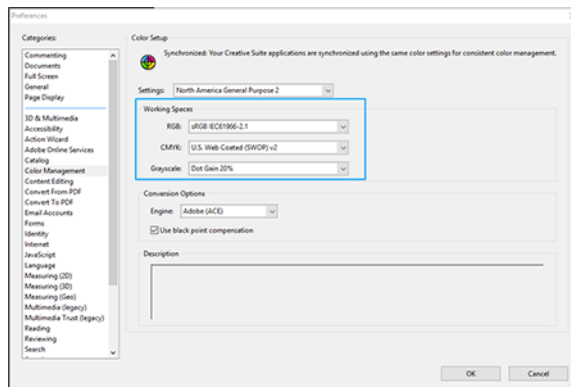 Preferences
Categories:
Commenting
Documents
Full Screen
General
Page Display
3D & Multimedia
Accessibility
Action Wizard
Adobe Online Services
Catalog
Color Management
Content Editing
Convert From PDF
Convert To PDF
Email Accounts
Forms
Identity
Internet
JavaScript
Language
Measuring (2D)
Measuring (3D)
Measuring (Geo)
Multimedia (legacy)
Multimedia Trust (legacy)
Reading
Reviewing
Search
Color Setup
Synchronized: Your Creative Suite applications are synchronized using the same color settings for consistent color management.
Settings: North America General Purpose 2
Working Spaces
RGB: sRGB IEC61966-2.1
CMYK: U.S. Web Coated (SWOP) v2
Grayscale: Dot Gain 20%
Conversion Options
Engine: Adobe (ACE)
Use black point compensation
Description
OK Cancel